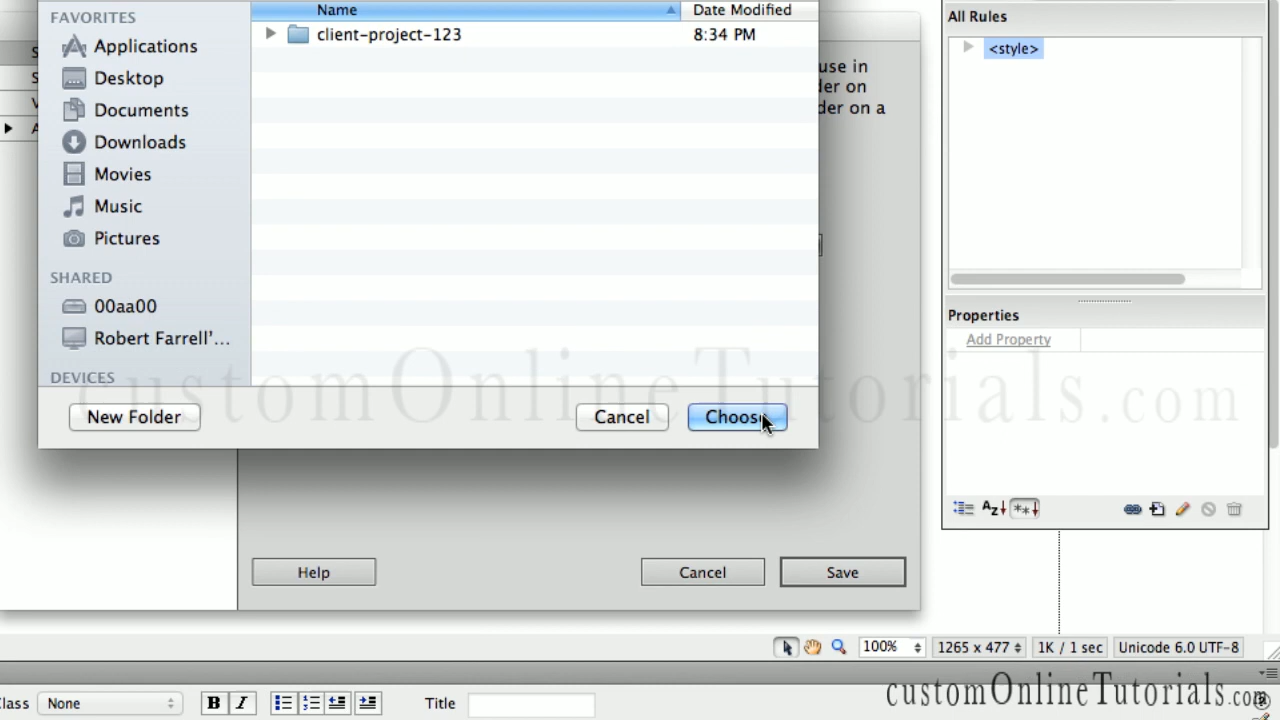 FAVORITES
Applications
Desktop
Documents
Downloads
Movies
Music
Pictures
SHARED
00aa00
Robert Farrell’...
DEVICES
Name
Date Modified
client-project-123
8:34 PM
New Folder
Cancel
Choose
use in
der on
der on a
Help
Cancel
Save
All Rules
<style>
Properties
Add Property
customOnlineTutorials.com
100%
1265 x 477
1K / 1 sec
Unicode 6.0 UTF-8
lass
None
B
I
Title
customOnlineTutorials.com